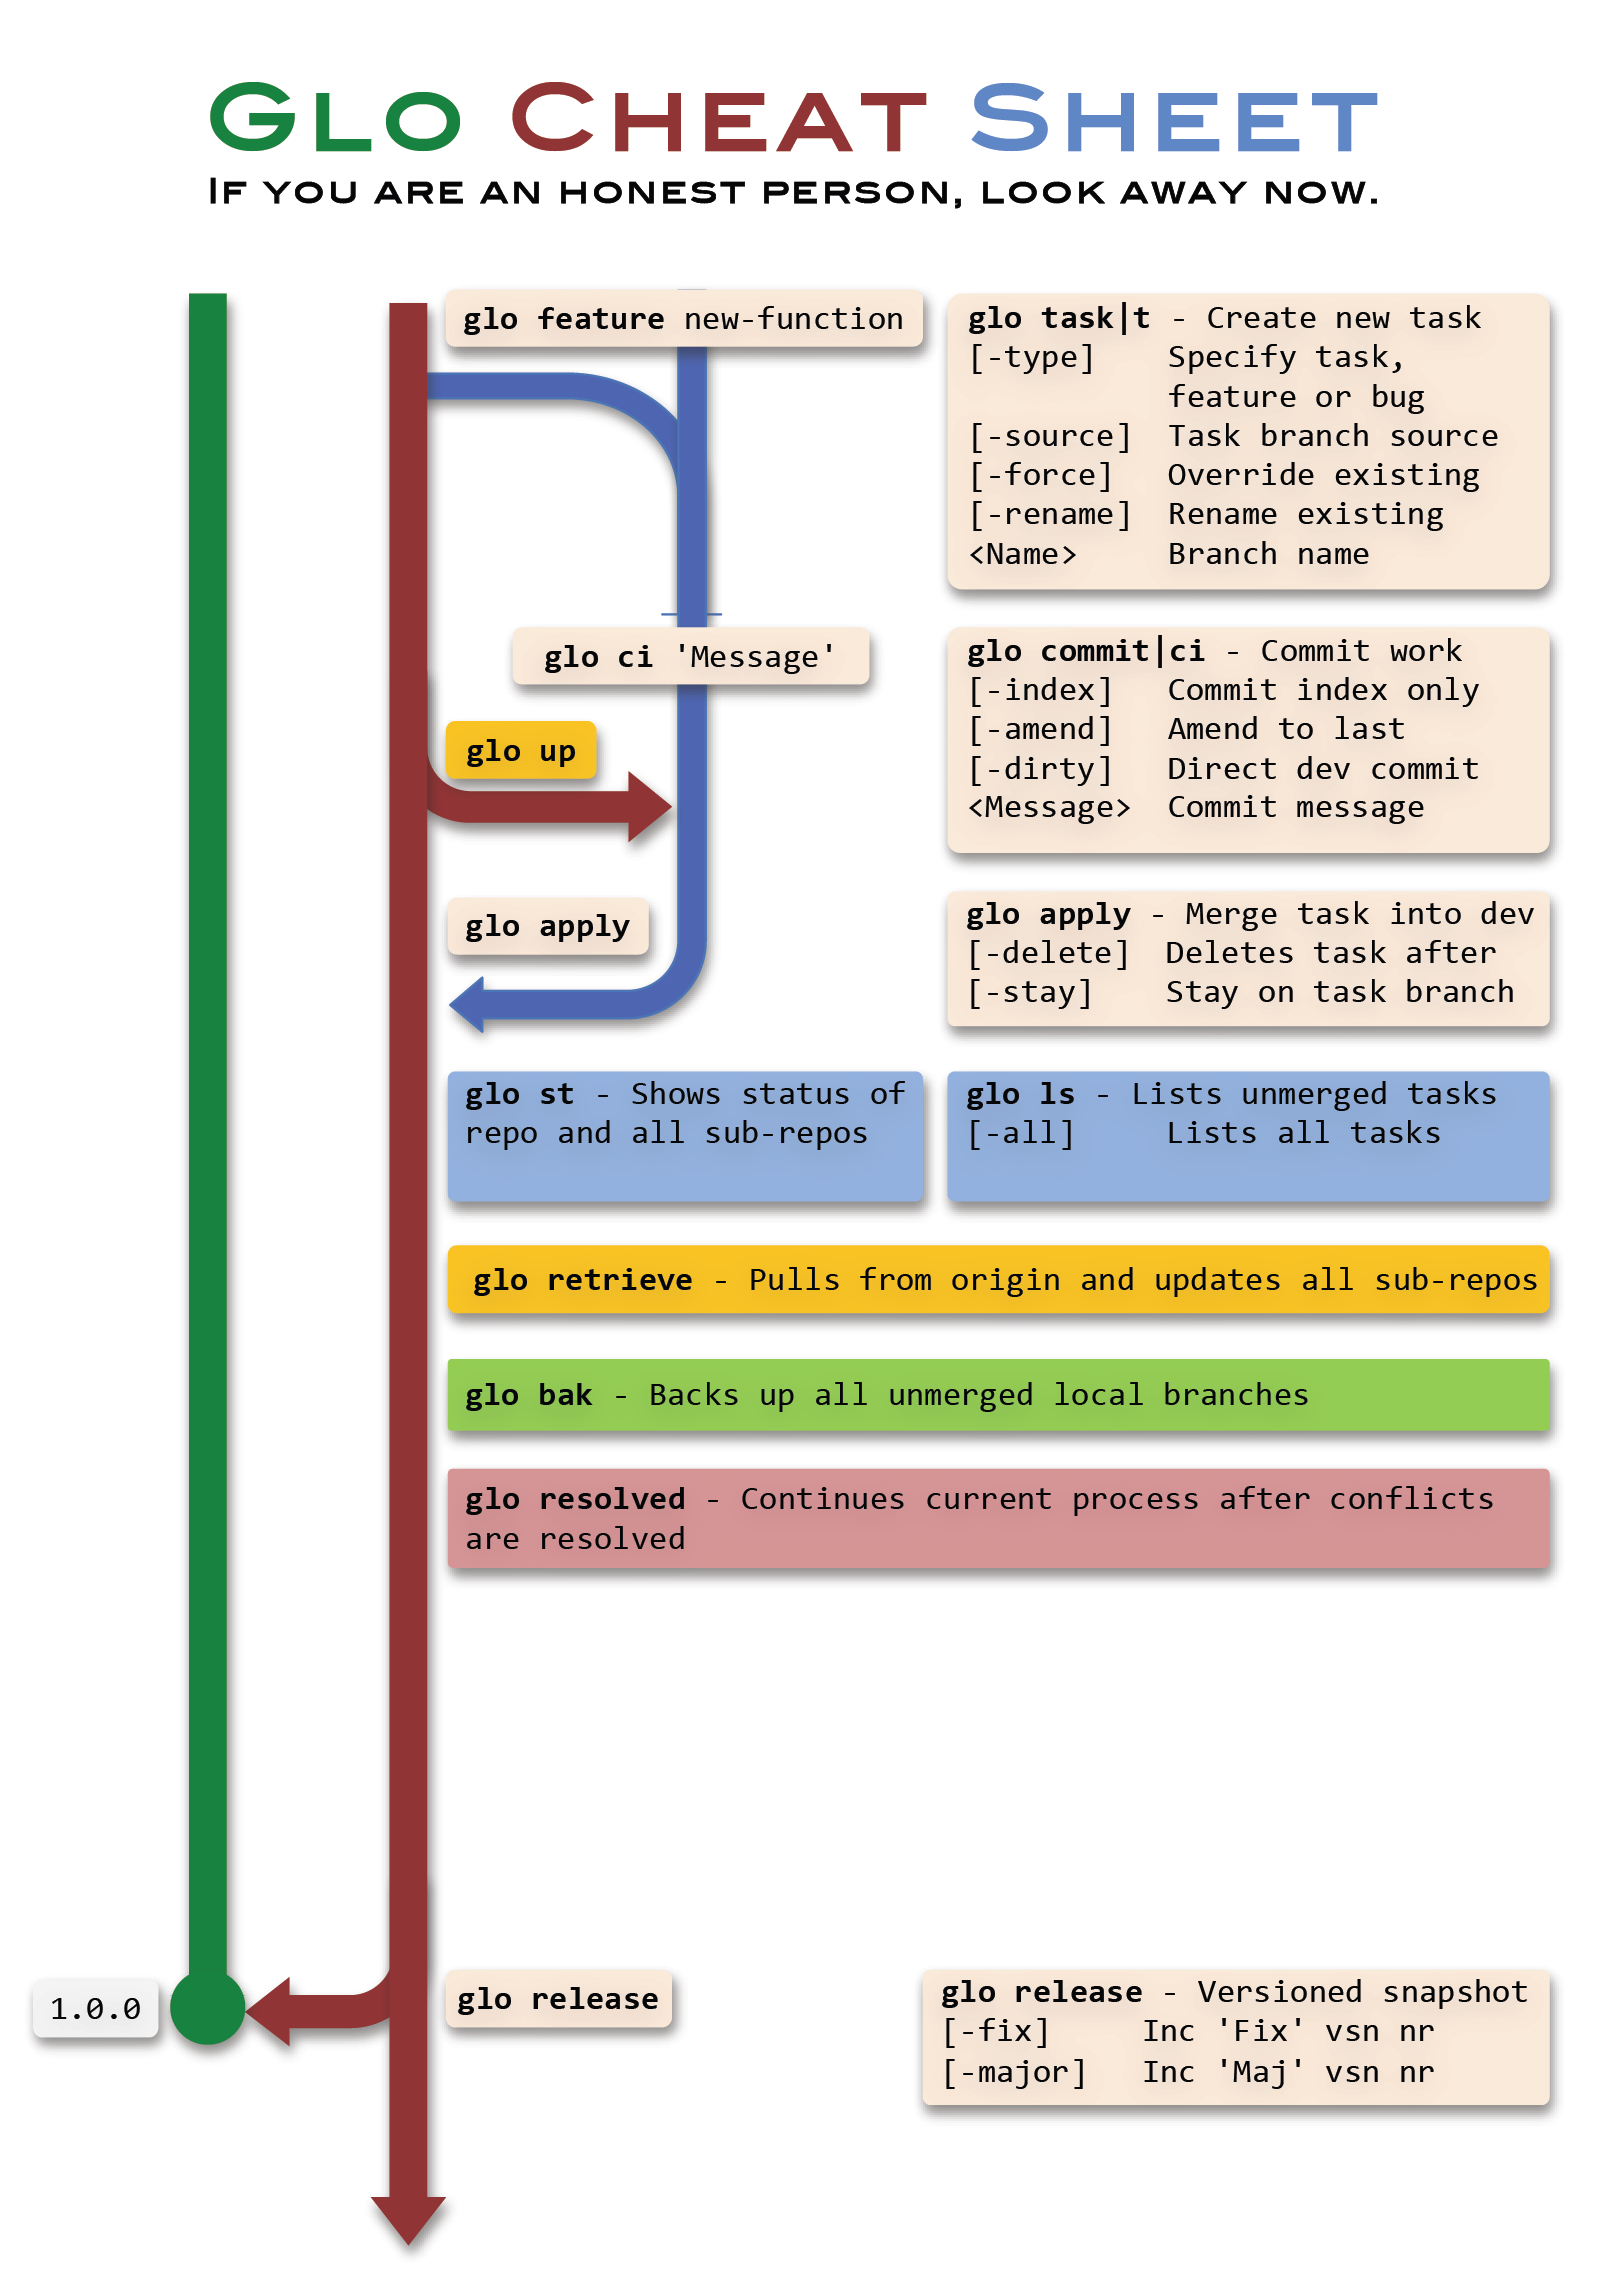 GLO CHEAT SHEET
IF YOU ARE AN HONEST PERSON, LOOK AWAY NOW.
glo feature new-function
glo task|t - Create new task
[-type] Specify task,
feature or bug
[-source] Task branch source
[-force] Override existing
[-rename] Rename existing
<Name> Branch name
glo ci 'Message'
glo commit|ci - Commit work
[-index] Commit index only
[-amend] Amend to last
[-dirty] Direct dev commit
<Message> Commit message
glo up
glo apply
glo apply - Merge task into dev
[-delete] Deletes task after
[-stay] Stay on task branch
glo st - Shows status of
repo and all sub-repos
glo ls - Lists unmerged tasks
[-all] Lists all tasks
glo retrieve - Pulls from origin and updates all sub-repos
glo bak - Backs up all unmerged local branches
glo resolved - Continues current process after conflicts
are resolved
1.0.0
glo release
glo release - Versioned snapshot
[-fix] Inc 'Fix' vsn nr
[-major] Inc 'Maj' vsn nr